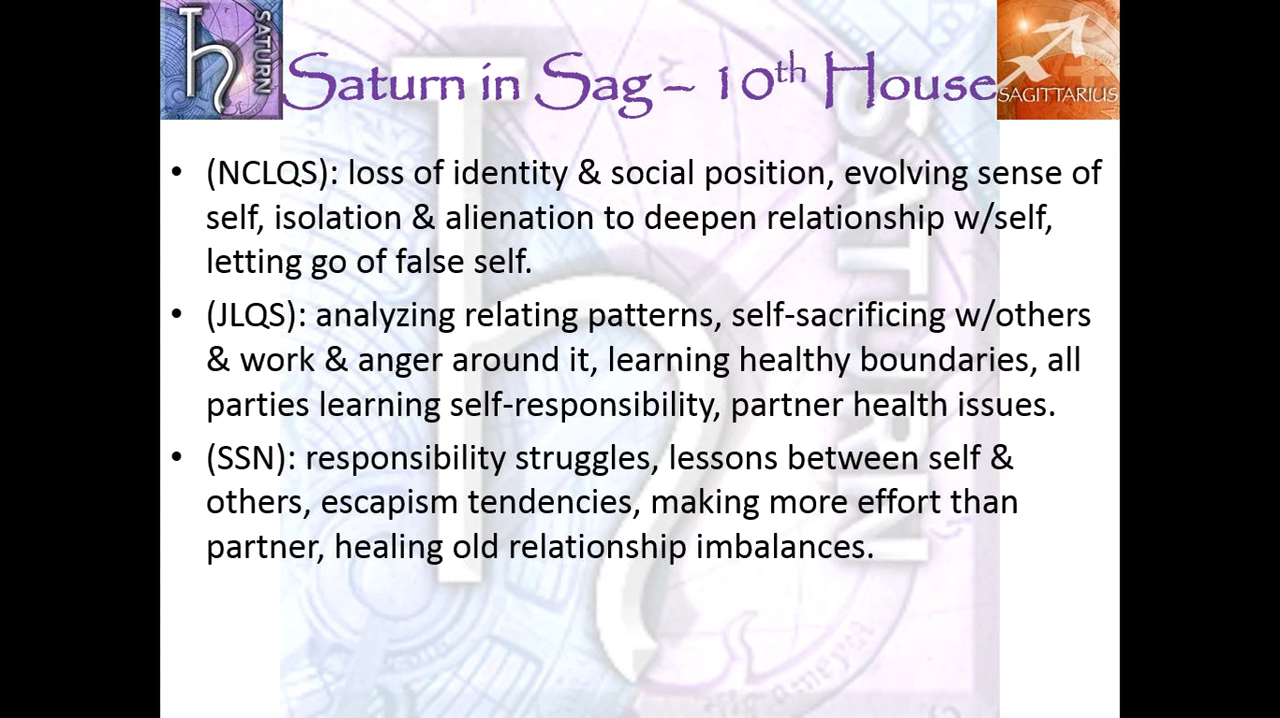 SATURN
Saturn in Sag – 10th House
SAGITTARIUS
• (NCLQS): loss of identity & social position, evolving sense of
self, isolation & alienation to deepen relationship w/self,
letting go of false self.
• (JLQS): analyzing relating patterns, self-sacrificing w/others
& work & anger around it, learning healthy boundaries, all
parties learning self-responsibility, partner health issues.
• (SSN): responsibility struggles, lessons between self &
others, escapism tendencies, making more effort than
partner, healing old relationship imbalances.
SATURN